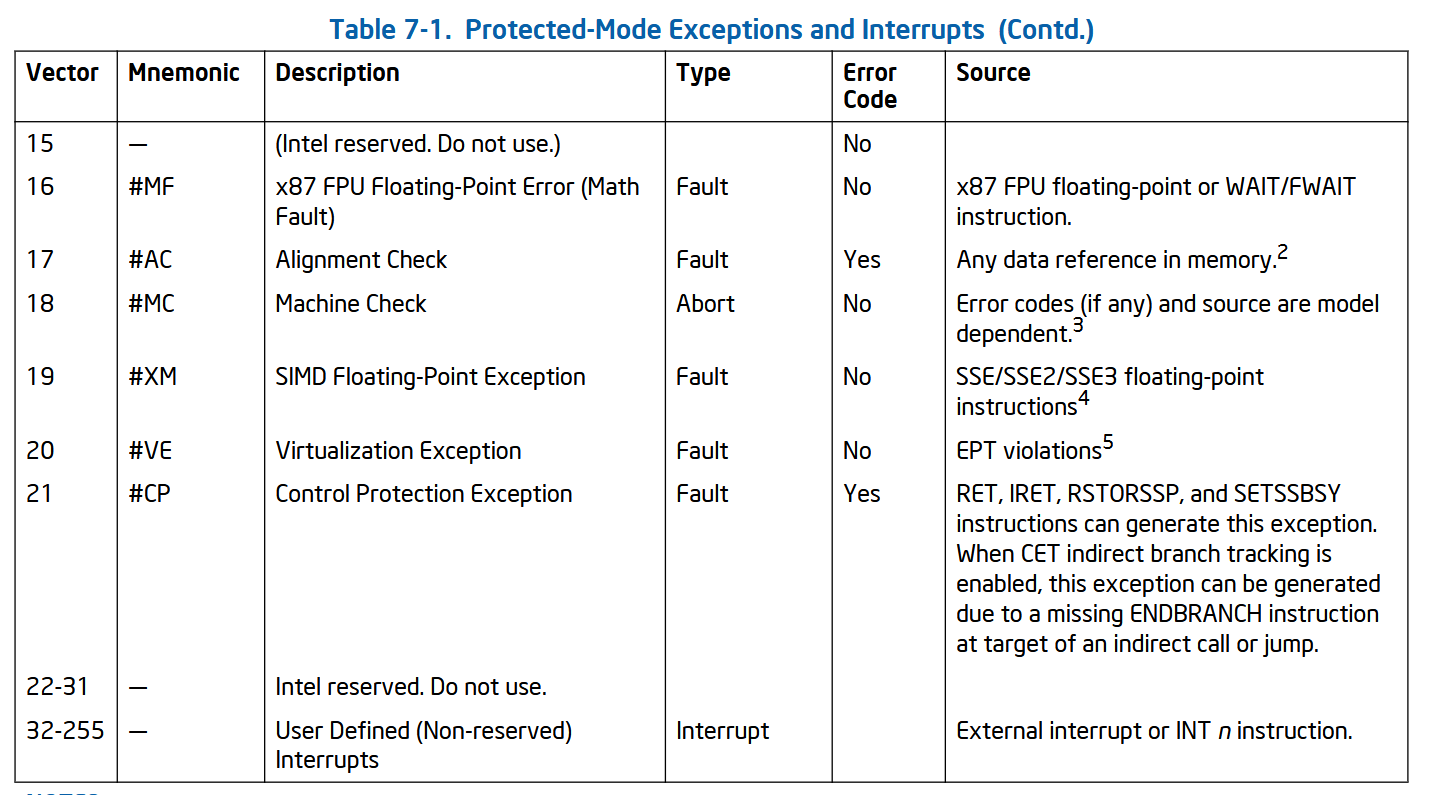 Table 7-1. Protected-Mode Exceptions and Interrupts (Contd.)
Vector Mnemonic Description Type Error Code Source
15 — (Intel reserved. Do not use.) No
16 #MF x87 FPU Floating-Point Error (Math Fault) Fault No x87 FPU floating-point or WAIT/FWAIT instruction.
17 #AC Alignment Check Fault Yes Any data reference in memory.2
18 #MC Machine Check Abort No Error codes (if any) and source are model dependent.3
19 #XM SIMD Floating-Point Exception Fault No SSE/SSE2/SSE3 floating-point instructions4
20 #VE Virtualization Exception Fault No EPT violations5
21 #CP Control Protection Exception Fault Yes RET, IRET, RSTORSSP, and SETSSBSY
instructions can generate this exception.
When CET indirect branch tracking is
enabled, this exception can be generated
due to a missing ENDBRANCH instruction
at target of an indirect call or jump.
22-31 — Intel reserved. Do not use.
32-255 — User Defined (Non-reserved) Interrupts Interrupt External interrupt or INT n instruction.